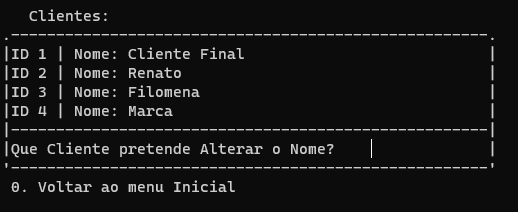 Clientes:
.-----------------------------------------------------.
|ID 1 | Nome: Cliente Final                           |
|ID 2 | Nome: Renato                                  |
|ID 3 | Nome: Filomena                                |
|ID 4 | Nome: Marca                                   |
|-----------------------------------------------------|
|Que Cliente pretende Alterar o Nome?                 |
'-----------------------------------------------------'
0. Voltar ao menu Inicial